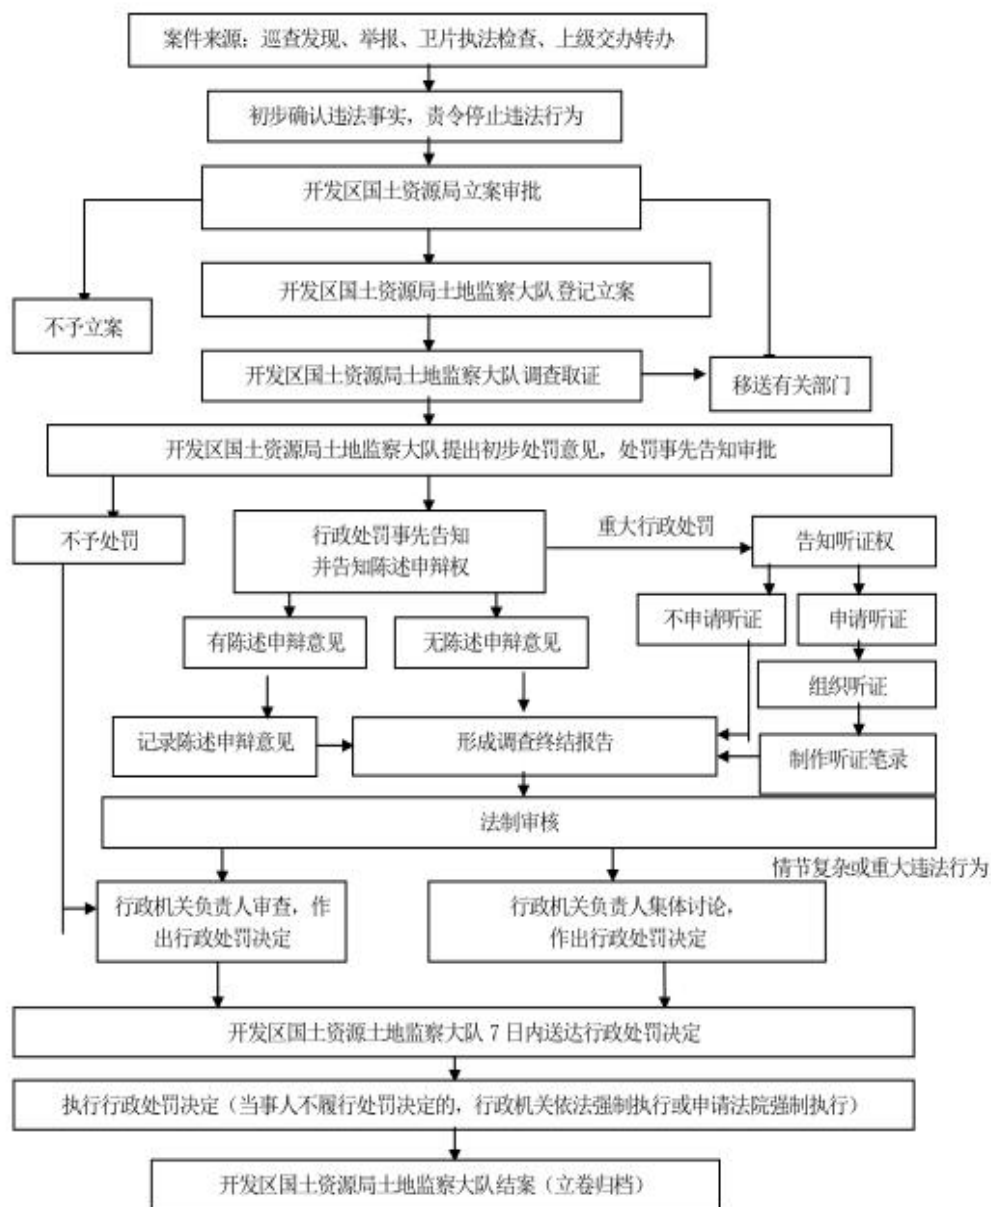 案件来源：巡查发现、举报、卫片执法检查、上级交办转办
初步确认违法事实，责令停止违法行为
开发区国土资源局立案审批
开发区国土资源局土地监察大队登记立案
不予立案
开发区国土资源局土地监察大队调查取证
移送有关部门
开发区国土资源局土地监察大队提出初步处罚意见，处罚事先告知审批
不予处罚
行政处罚事先告知
并告知陈述申辩权
重大行政处罚
告知听证权
有陈述申辩意见
无陈述申辩意见
不申请听证
申请听证
组织听证
记录陈述申辩意见
形成调查终结报告
制作听证笔录
法制审核
情节复杂或重大违法行为
行政机关负责人审查，作
出行政处罚决定
行政机关负责人集体讨论，
作出行政处罚决定
开发区国土资源土地监察大队 7 日内送达行政处罚决定
执行行政处罚决定（当事人不履行处罚决定的，行政机关依法强制执行或申请法院强制执行）
开发区国土资源局土地监察大队结案（立卷归档）